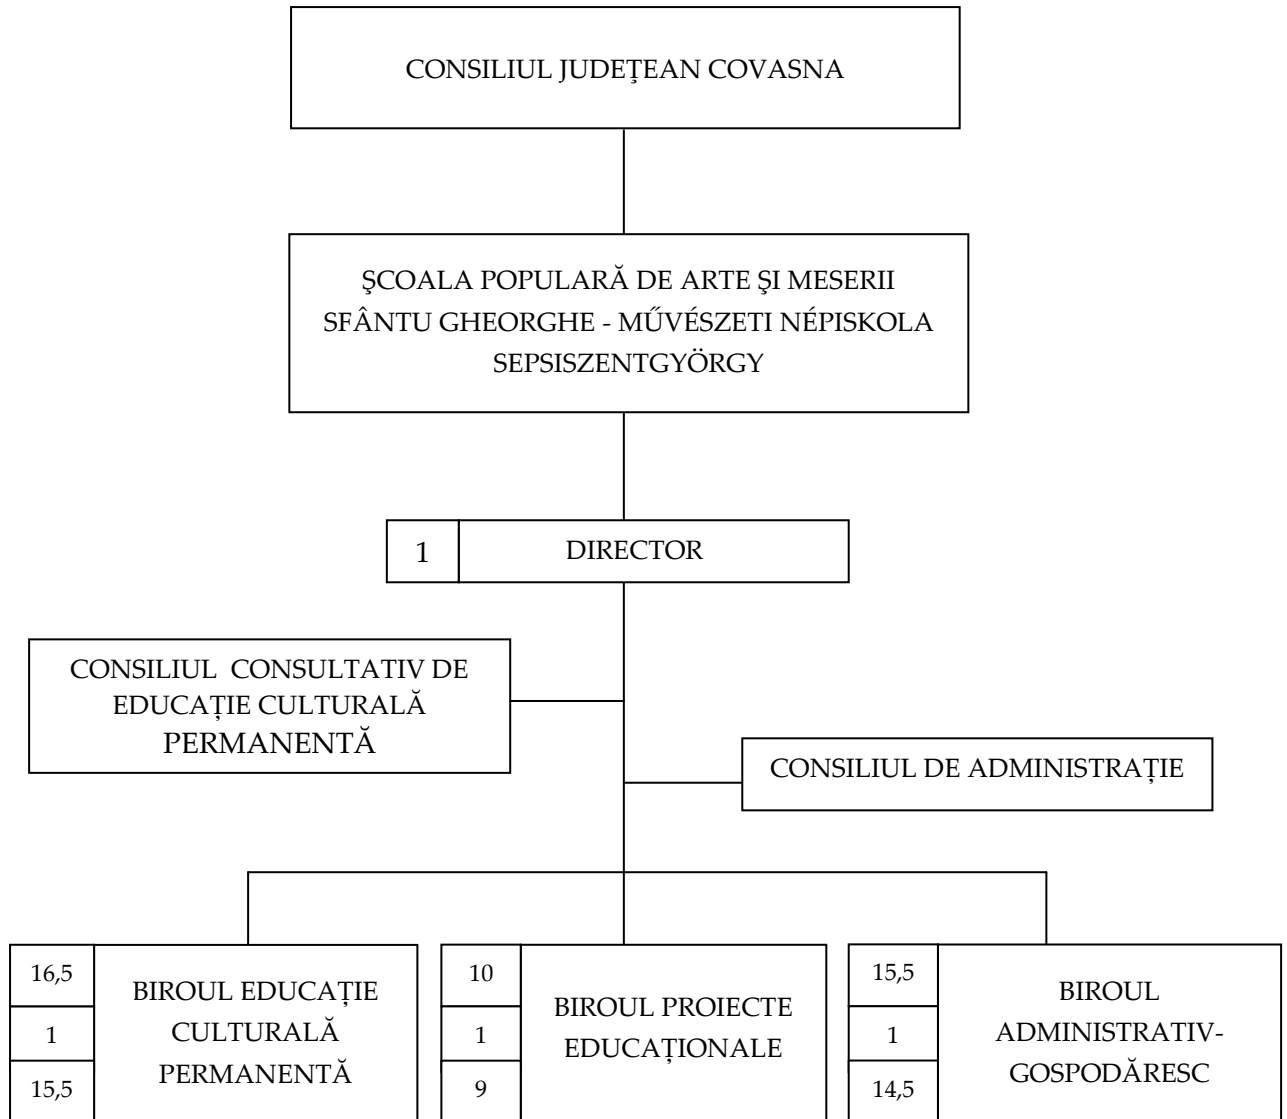 CONSILIUL JUDEŢEAN COVASNA
ŞCOALA POPULARĂ DE ARTE ŞI MESERII
SFÂNTU GHEORGHE - MŰVÉSZETI NÉPISKOLA
SEPSISZENTGYÖRGY
1
DIRECTOR
CONSILIUL CONSULTATIV DE
EDUCAȚIE CULTURALĂ
PERMANENTĂ
CONSILIUL DE ADMINISTRAȚIE
16,5
1
15,5
BIROUL EDUCAȚIE
CULTURALĂ
PERMANENTĂ
10
1
9
BIROUL PROIECTE
EDUCAȚIONALE
15,5
1
14,5
BIROUL
ADMINISTRATIV-
GOSPODĂRESC